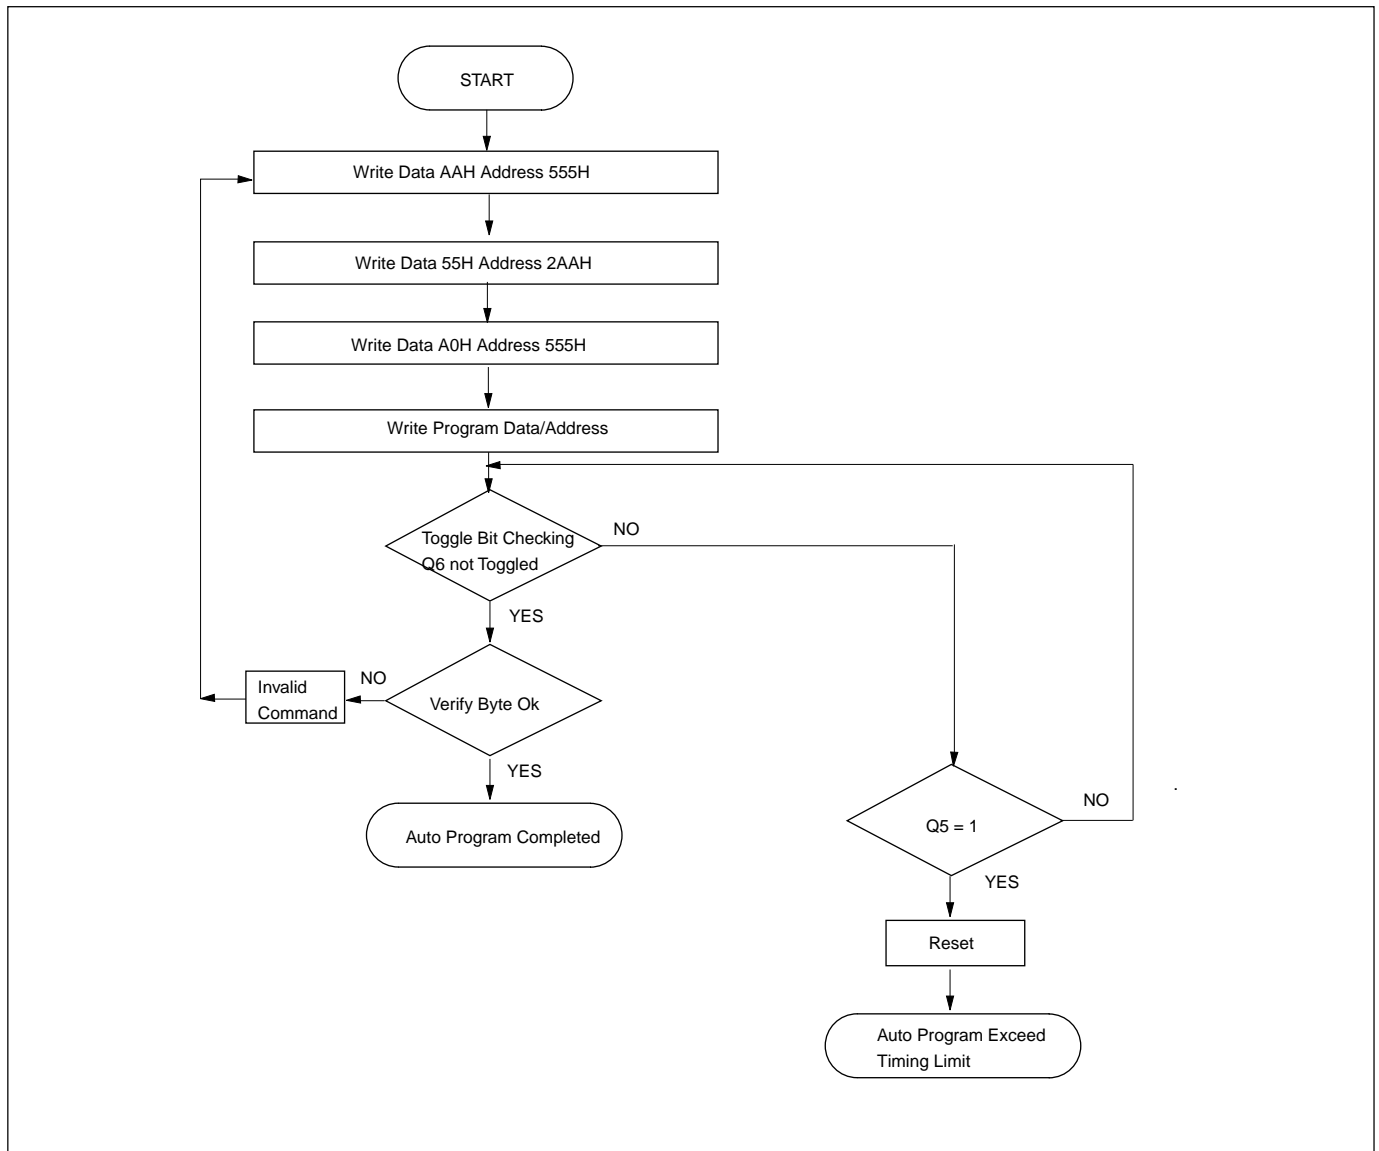 START
Write Data AAH Address 555H
Write Data 55H Address 2AAH
Write Data A0H Address 555H
Write Program Data/Address
Toggle Bit Checking
Q6 not Toggled
NO
YES
Invalid
Command
NO
Verify Byte Ok
YES
Auto Program Completed
Q5 = 1
NO
YES
Reset
Auto Program Exceed
Timing Limit